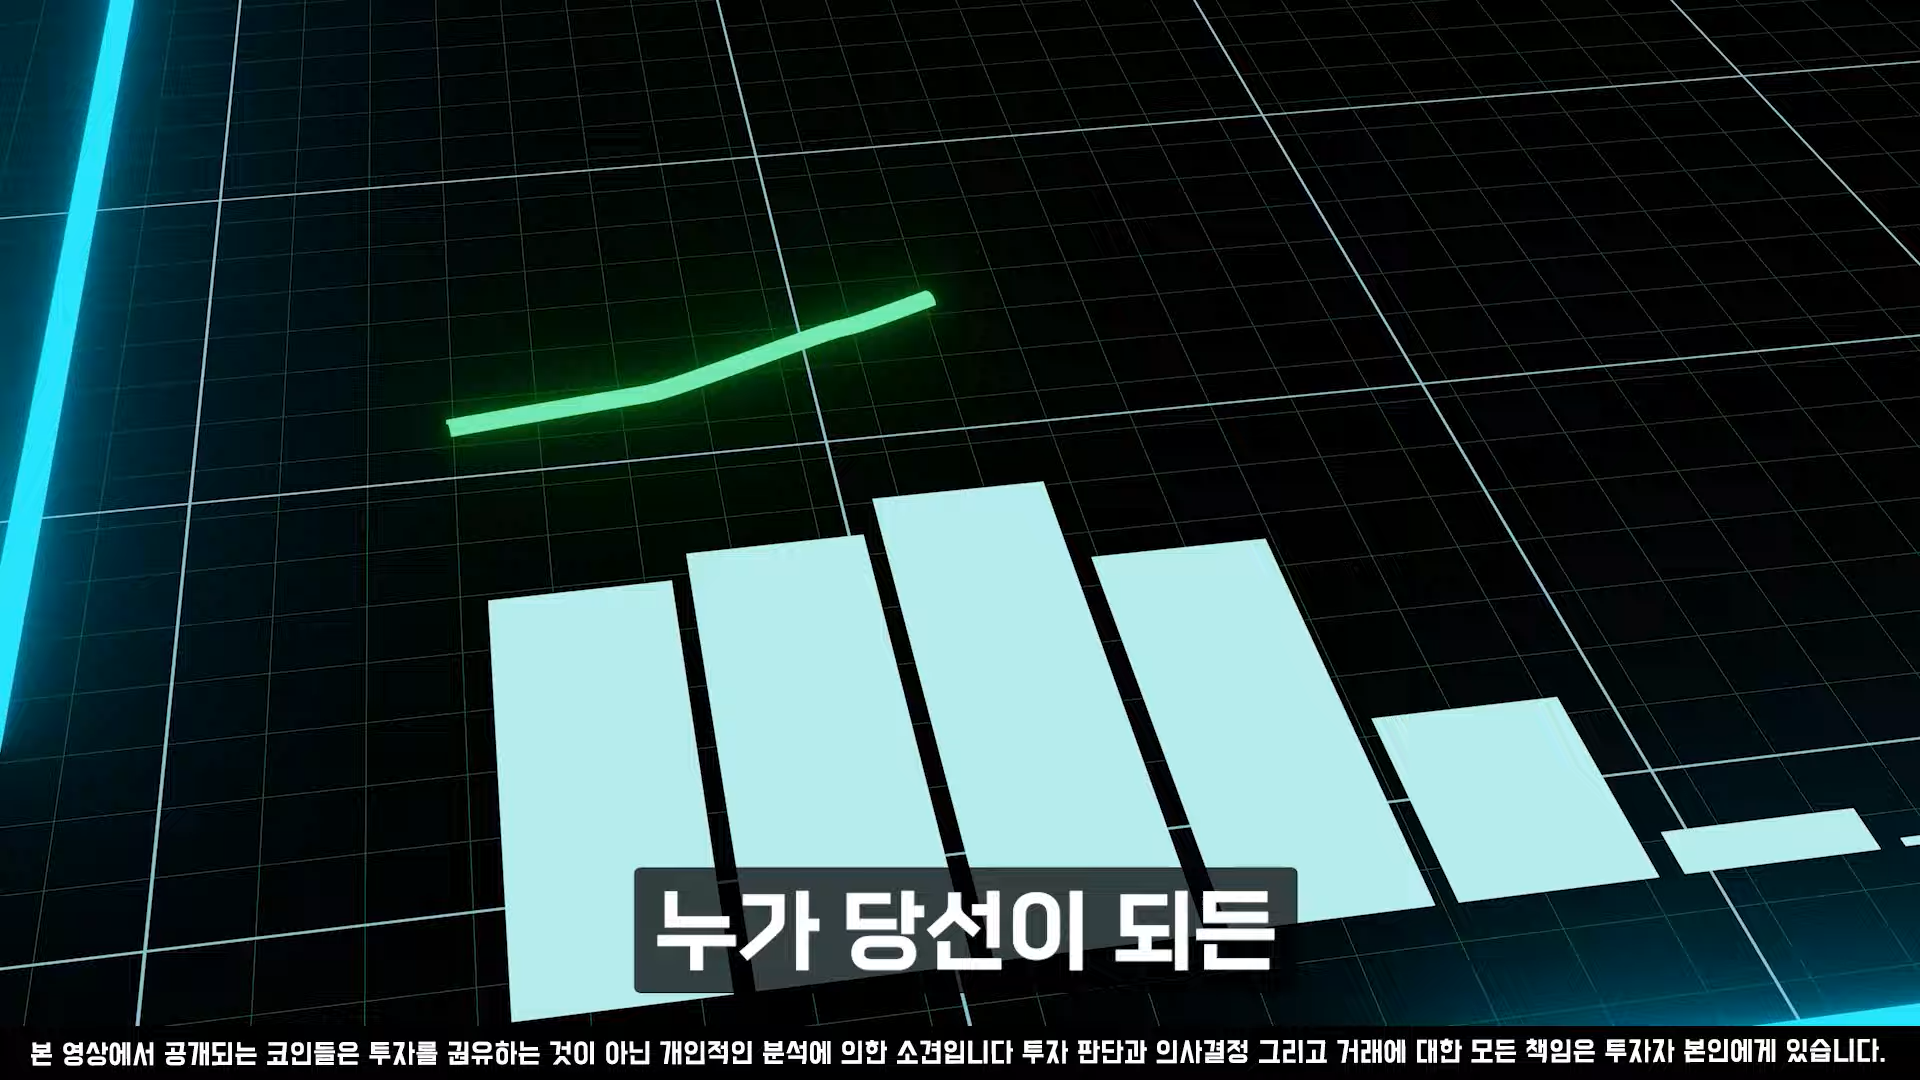 누가 당선이 되든
본 영상에서 공개되는 코인들은 투자를 권유하는 것이 아닌 개인적인 분석에 의한 소견입니다 투자 판단과 의사결정 그리고 거래에 대한 모든 책임은 투자자 본인에게 있습니다.